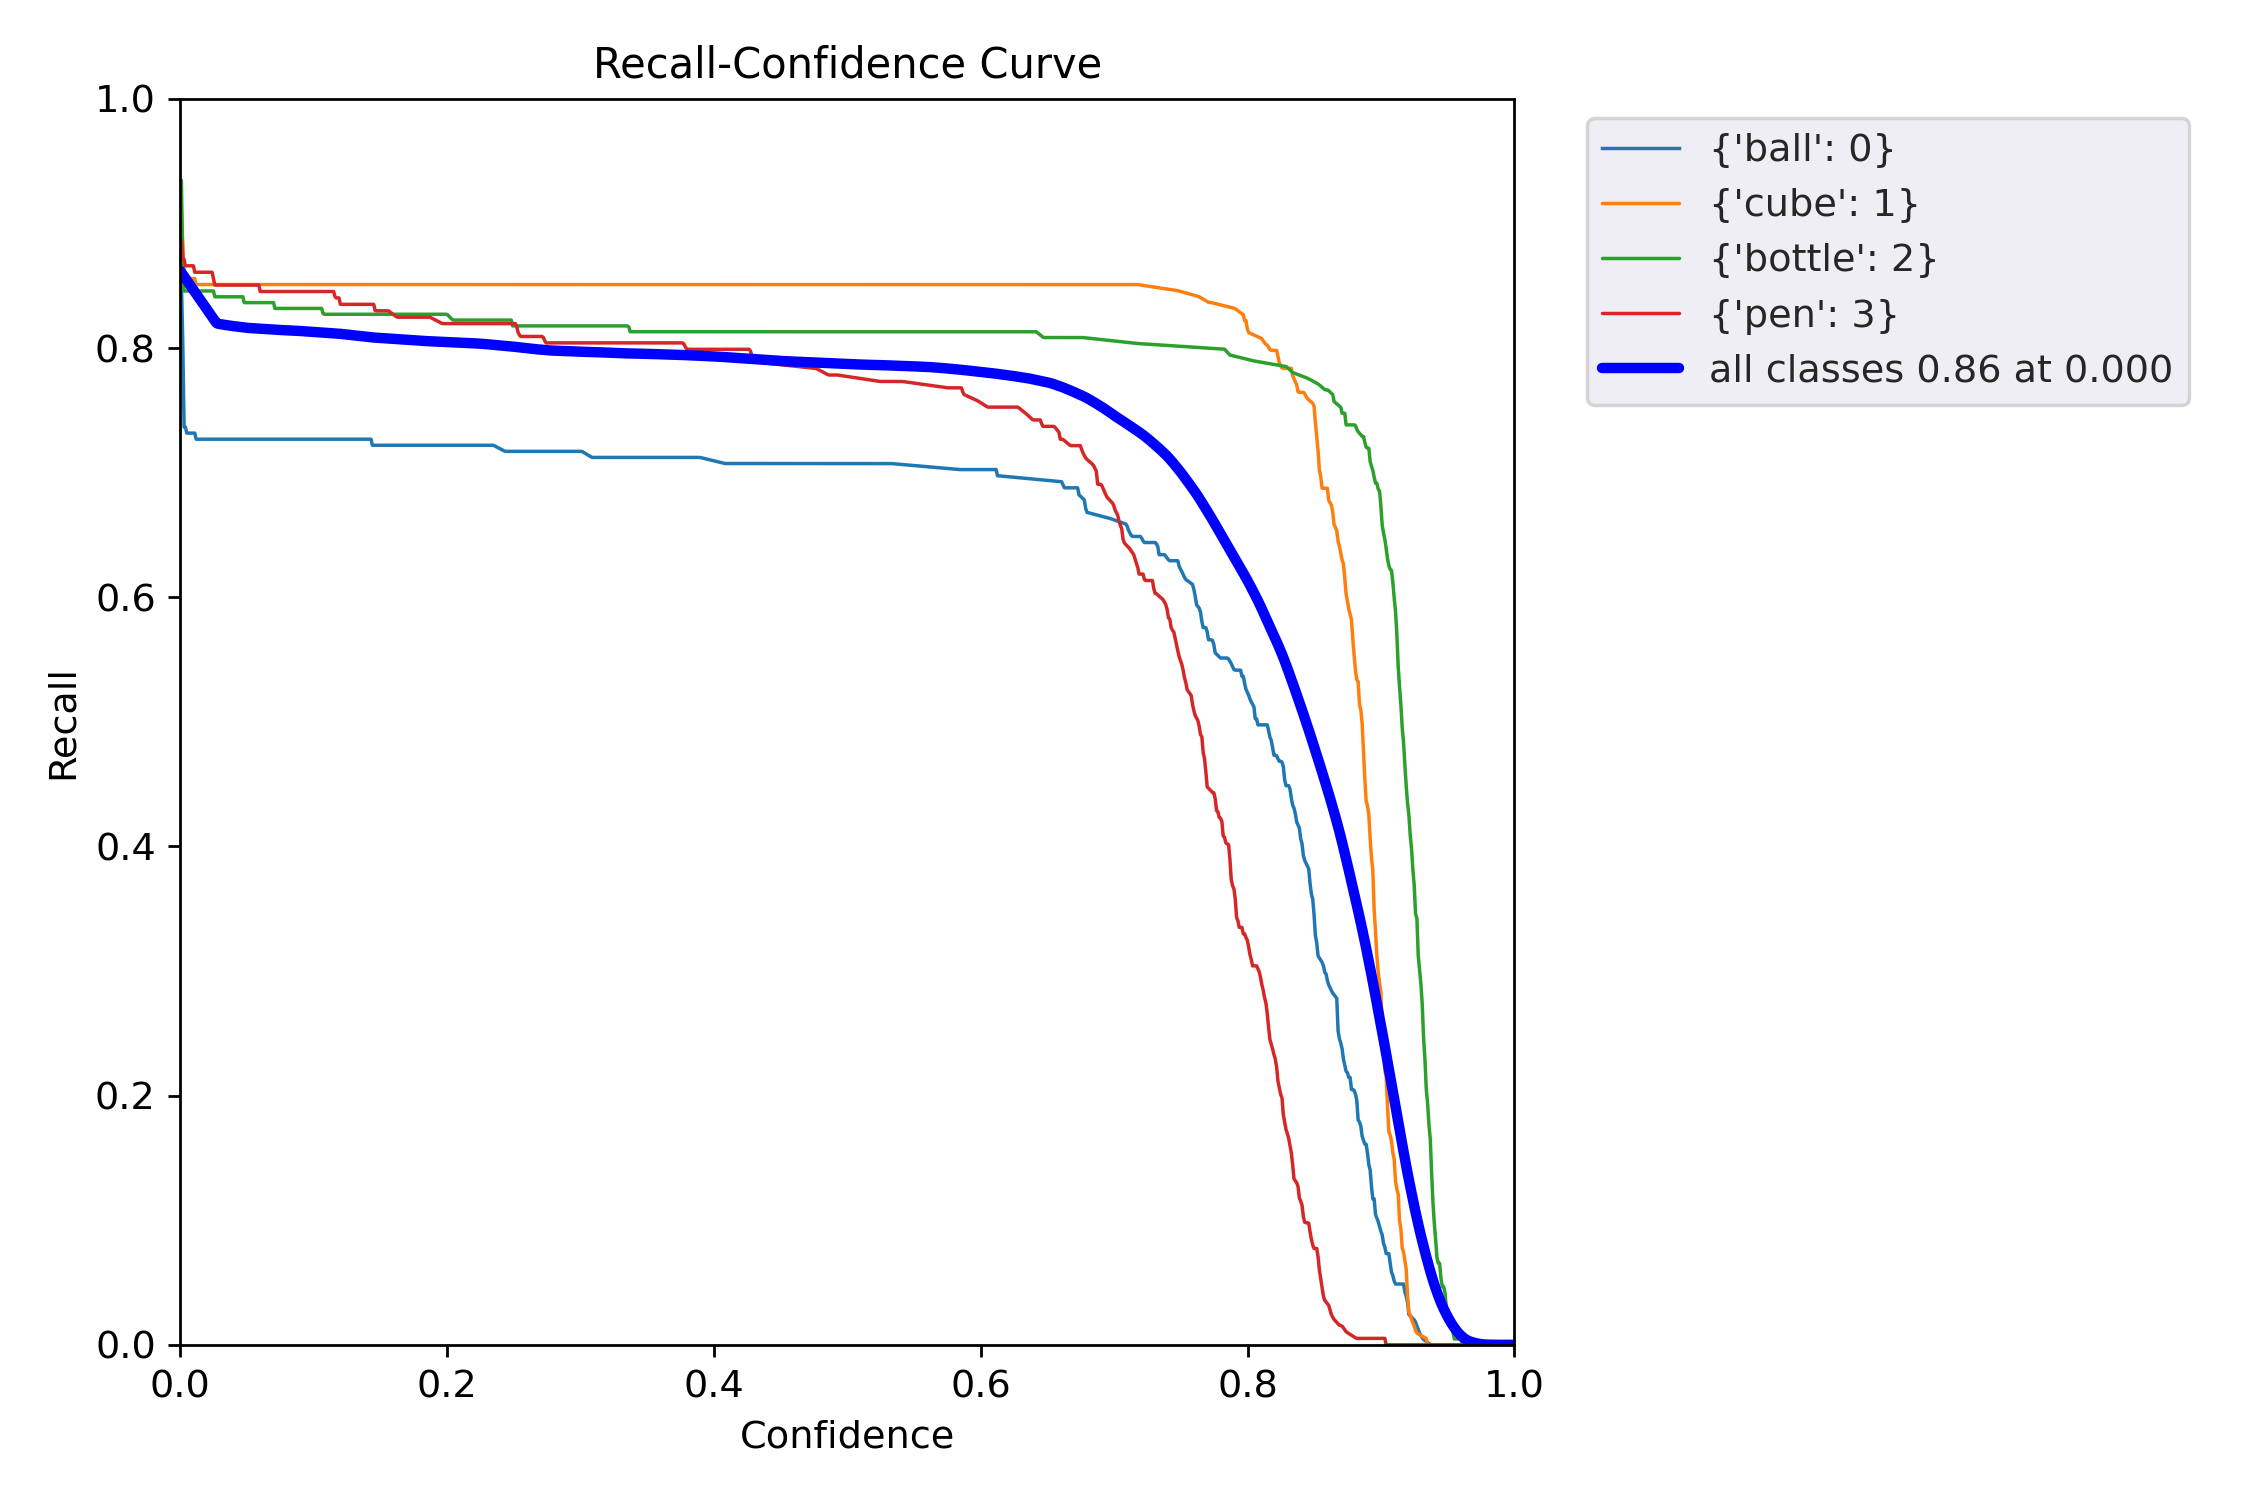 Recall-Confidence Curve
1.0
0.8
0.6
0.4
0.2
0.0
Recall
0.0 0.2 0.4 0.6 0.8 1.0
Confidence
{'ball': 0}
{'cube': 1}
{'bottle': 2}
{'pen': 3}
all classes 0.86 at 0.000